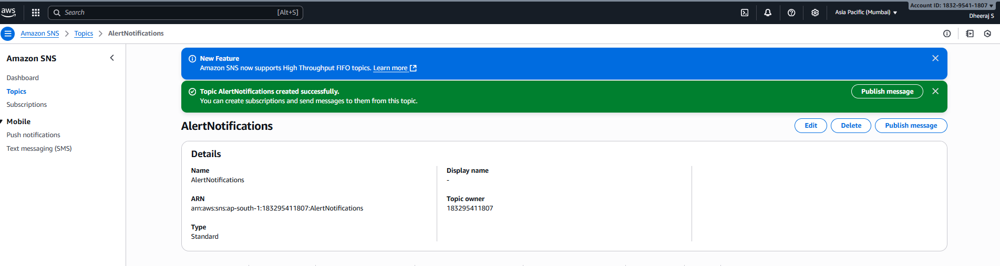 aws
Search
[Alt+S]
Asia Pacific (Mumbai)
Account ID: 1832-9541-1807
Dheeraj S
Amazon SNS
Topics
AlertNotifications
Amazon SNS
Dashboard
Topics
Subscriptions
Mobile
Push notifications
Text messaging (SMS)
New Feature
Amazon SNS now supports High Throughput FIFO topics. Learn more
Topic AlertNotifications created successfully.
You can create subscriptions and send messages to them from this topic.
Publish message
AlertNotifications
Edit
Delete
Publish message
Details
Name
AlertNotifications
ARN
arn:aws:sns:ap-south-1:183295411807:AlertNotifications
Type
Standard
Display name
-
Topic owner
183295411807